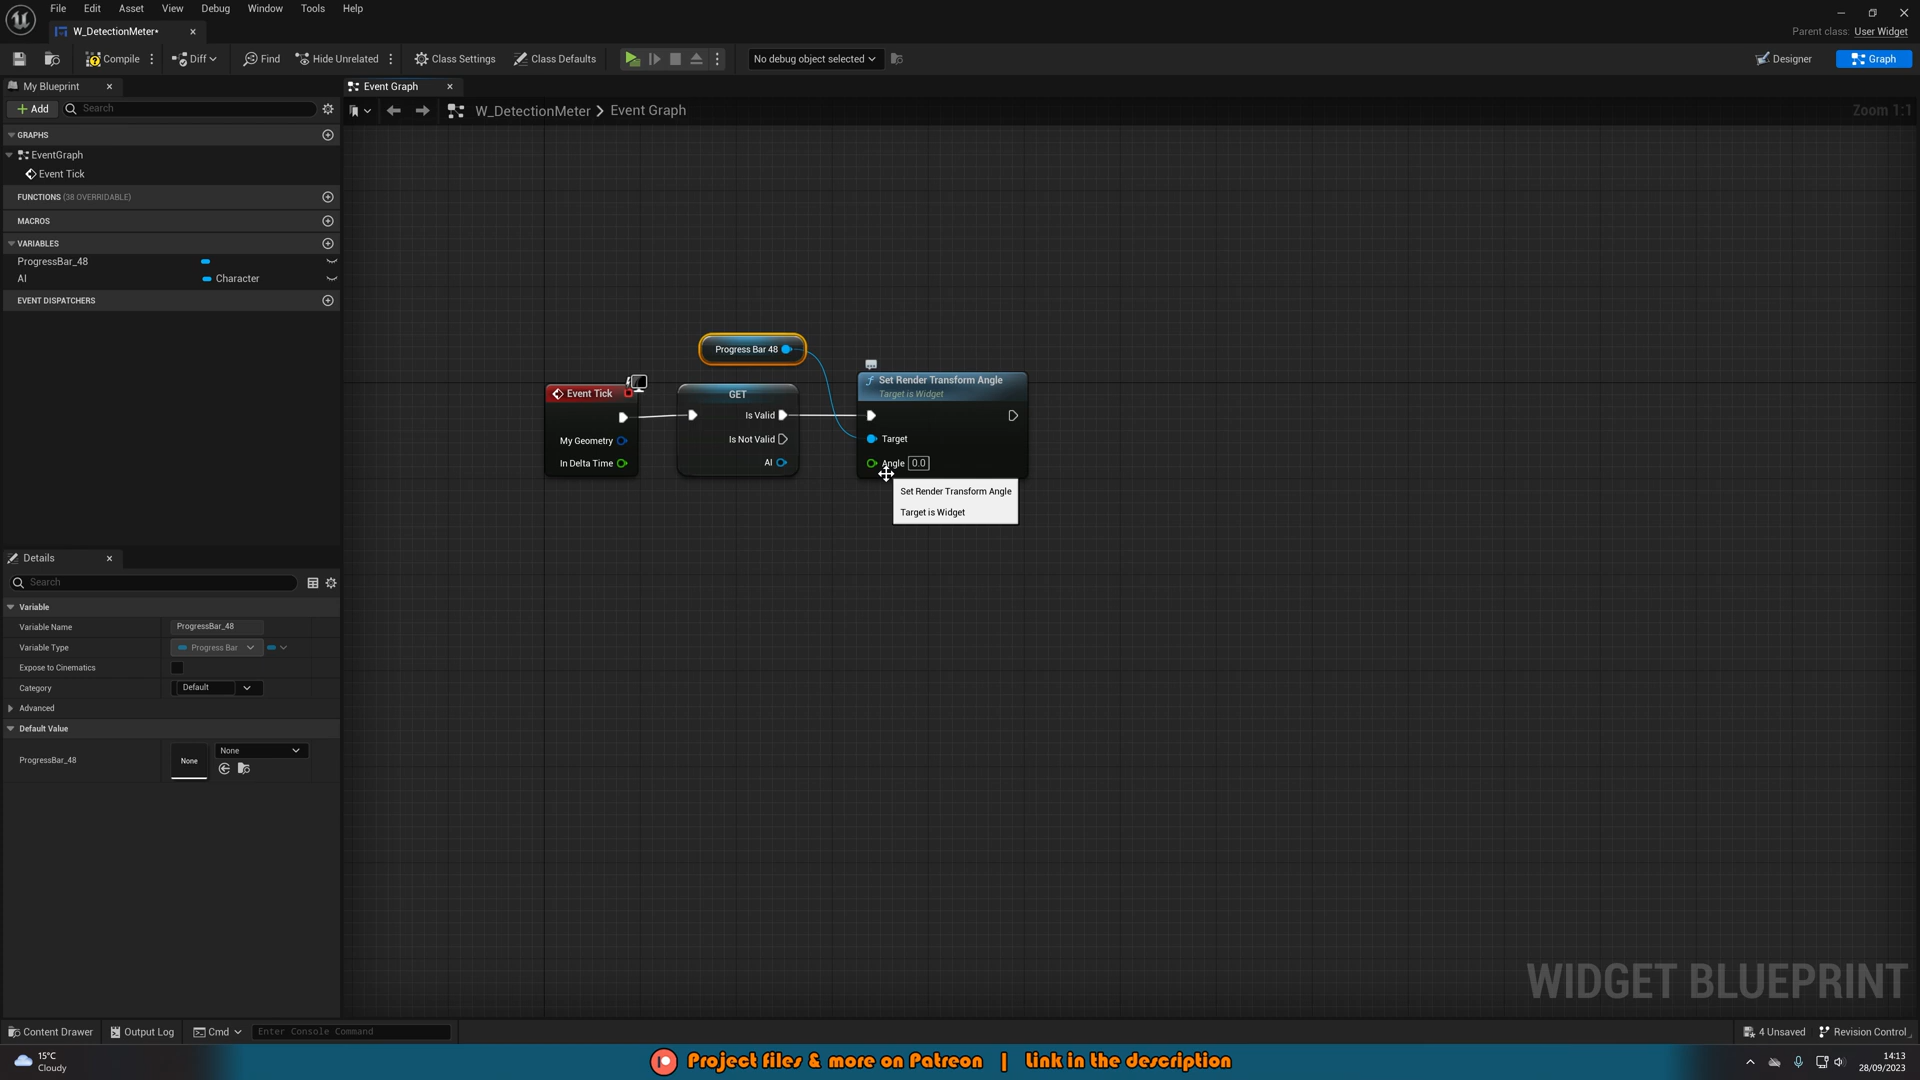 File Edit Asset View Debug Window Tools Help
W_DetectionMeter*
Parent class: User Widget
Compile
Diff
Find
Hide Unrelated
Class Settings
Class Defaults
No debug object selected
Designer
Graph
My Blueprint
Event Graph
Add
Search
W_DetectionMeter > Event Graph
Zoom 1:1
GRAPHS
EventGraph
Event Tick
FUNCTIONS (38 OVERRIDABLE)
MACROS
VARIABLES
ProgressBar_48
AI Character
EVENT DISPATCHERS
Progress Bar 48
Event Tick
My Geometry
In Delta Time
GET
Is Valid
Is Not Valid
AI
Set Render Transform Angle
Target is Widget
Target
Angle 0.0
Set Render Transform Angle
Target is Widget
Details
Search
Variable
Variable Name ProgressBar_48
Variable Type Progress Bar
Expose to Cinematics
Category Default
Advanced
Default Value
ProgressBar_48 None None
WIDGET BLUEPRINT
Content Drawer
Output Log
Cmd
Enter Console Command
4 Unsaved
Revision Control
15°C
Cloudy
Project files & more on Patreon | Link in the description
14:13
28/09/2023